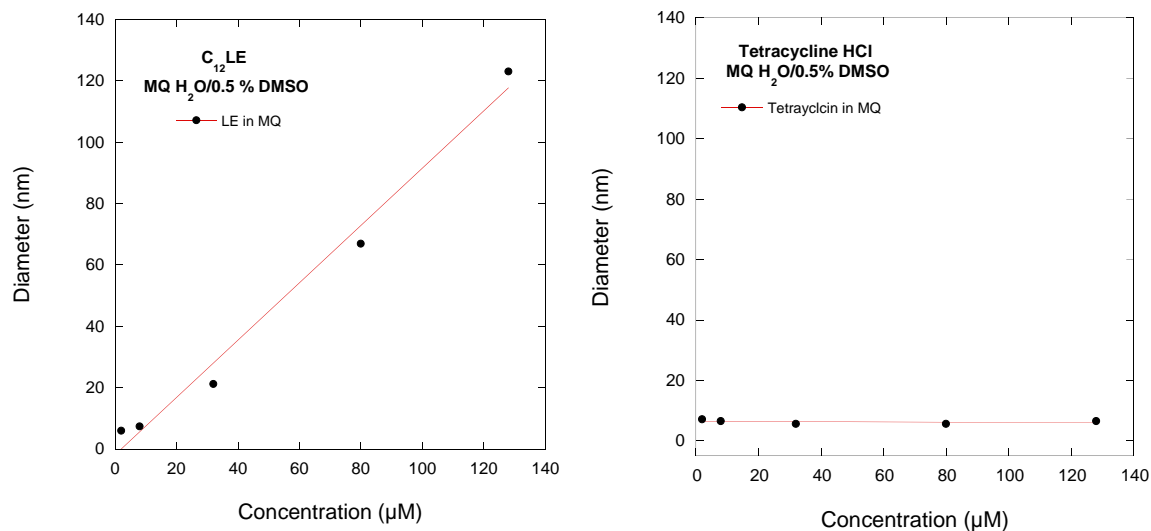 C₁₂LE
MQ H₂O/0.5 % DMSO
LE in MQ
Diameter (nm)
140
120
100
80
60
40
20
0
0 20 40 60 80 100 120 140
Concentration (µM)
Tetracycline HCl
MQ H₂O/0.5% DMSO
Tetrayclcin in MQ
Diameter (nm)
140
120
100
80
60
40
20
0
0 20 40 60 80 100 120 140
Concentration (µM)